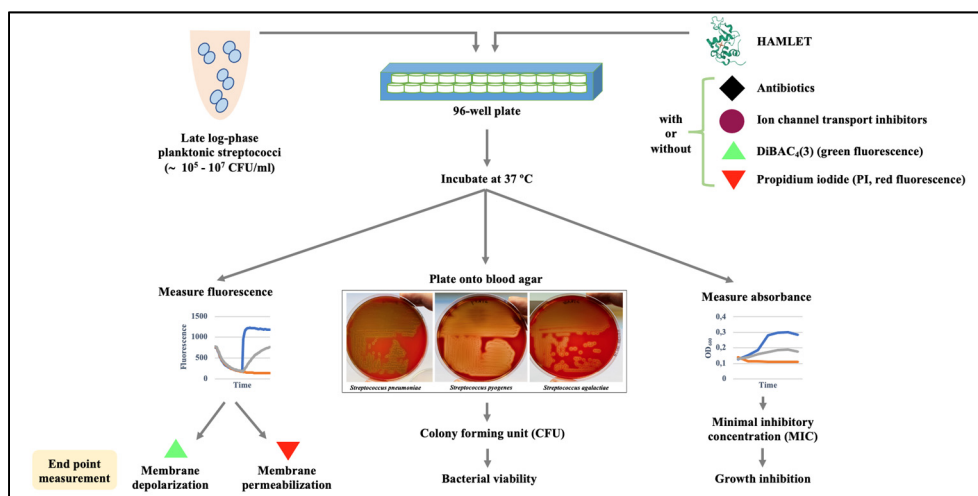 HAMLET
Late log-phase
planktonic streptococci
(~ 10⁵ - 10⁷ CFU/ml)
96-well plate
with
or
without
Antibiotics
Ion channel transport inhibitors
DiBAC₄(3) (green fluorescence)
Propidium iodide (PI, red fluorescence)
Incubate at 37 ºC
Measure fluorescence
1500
1000
500
0
Fluorescence
Time
Plate onto blood agar
Streptococcus pneumoniae
Streptococcus pyogenes
Streptococcus agalactiae
Measure absorbance
0,4
0,3
0,2
0,1
0
OD₆₀₀
Time
End point
measurement
Membrane
depolarization
Membrane
permeabilization
Colony forming unit (CFU)
Bacterial viability
Minimal inhibitory
concentration (MIC)
Growth inhibition